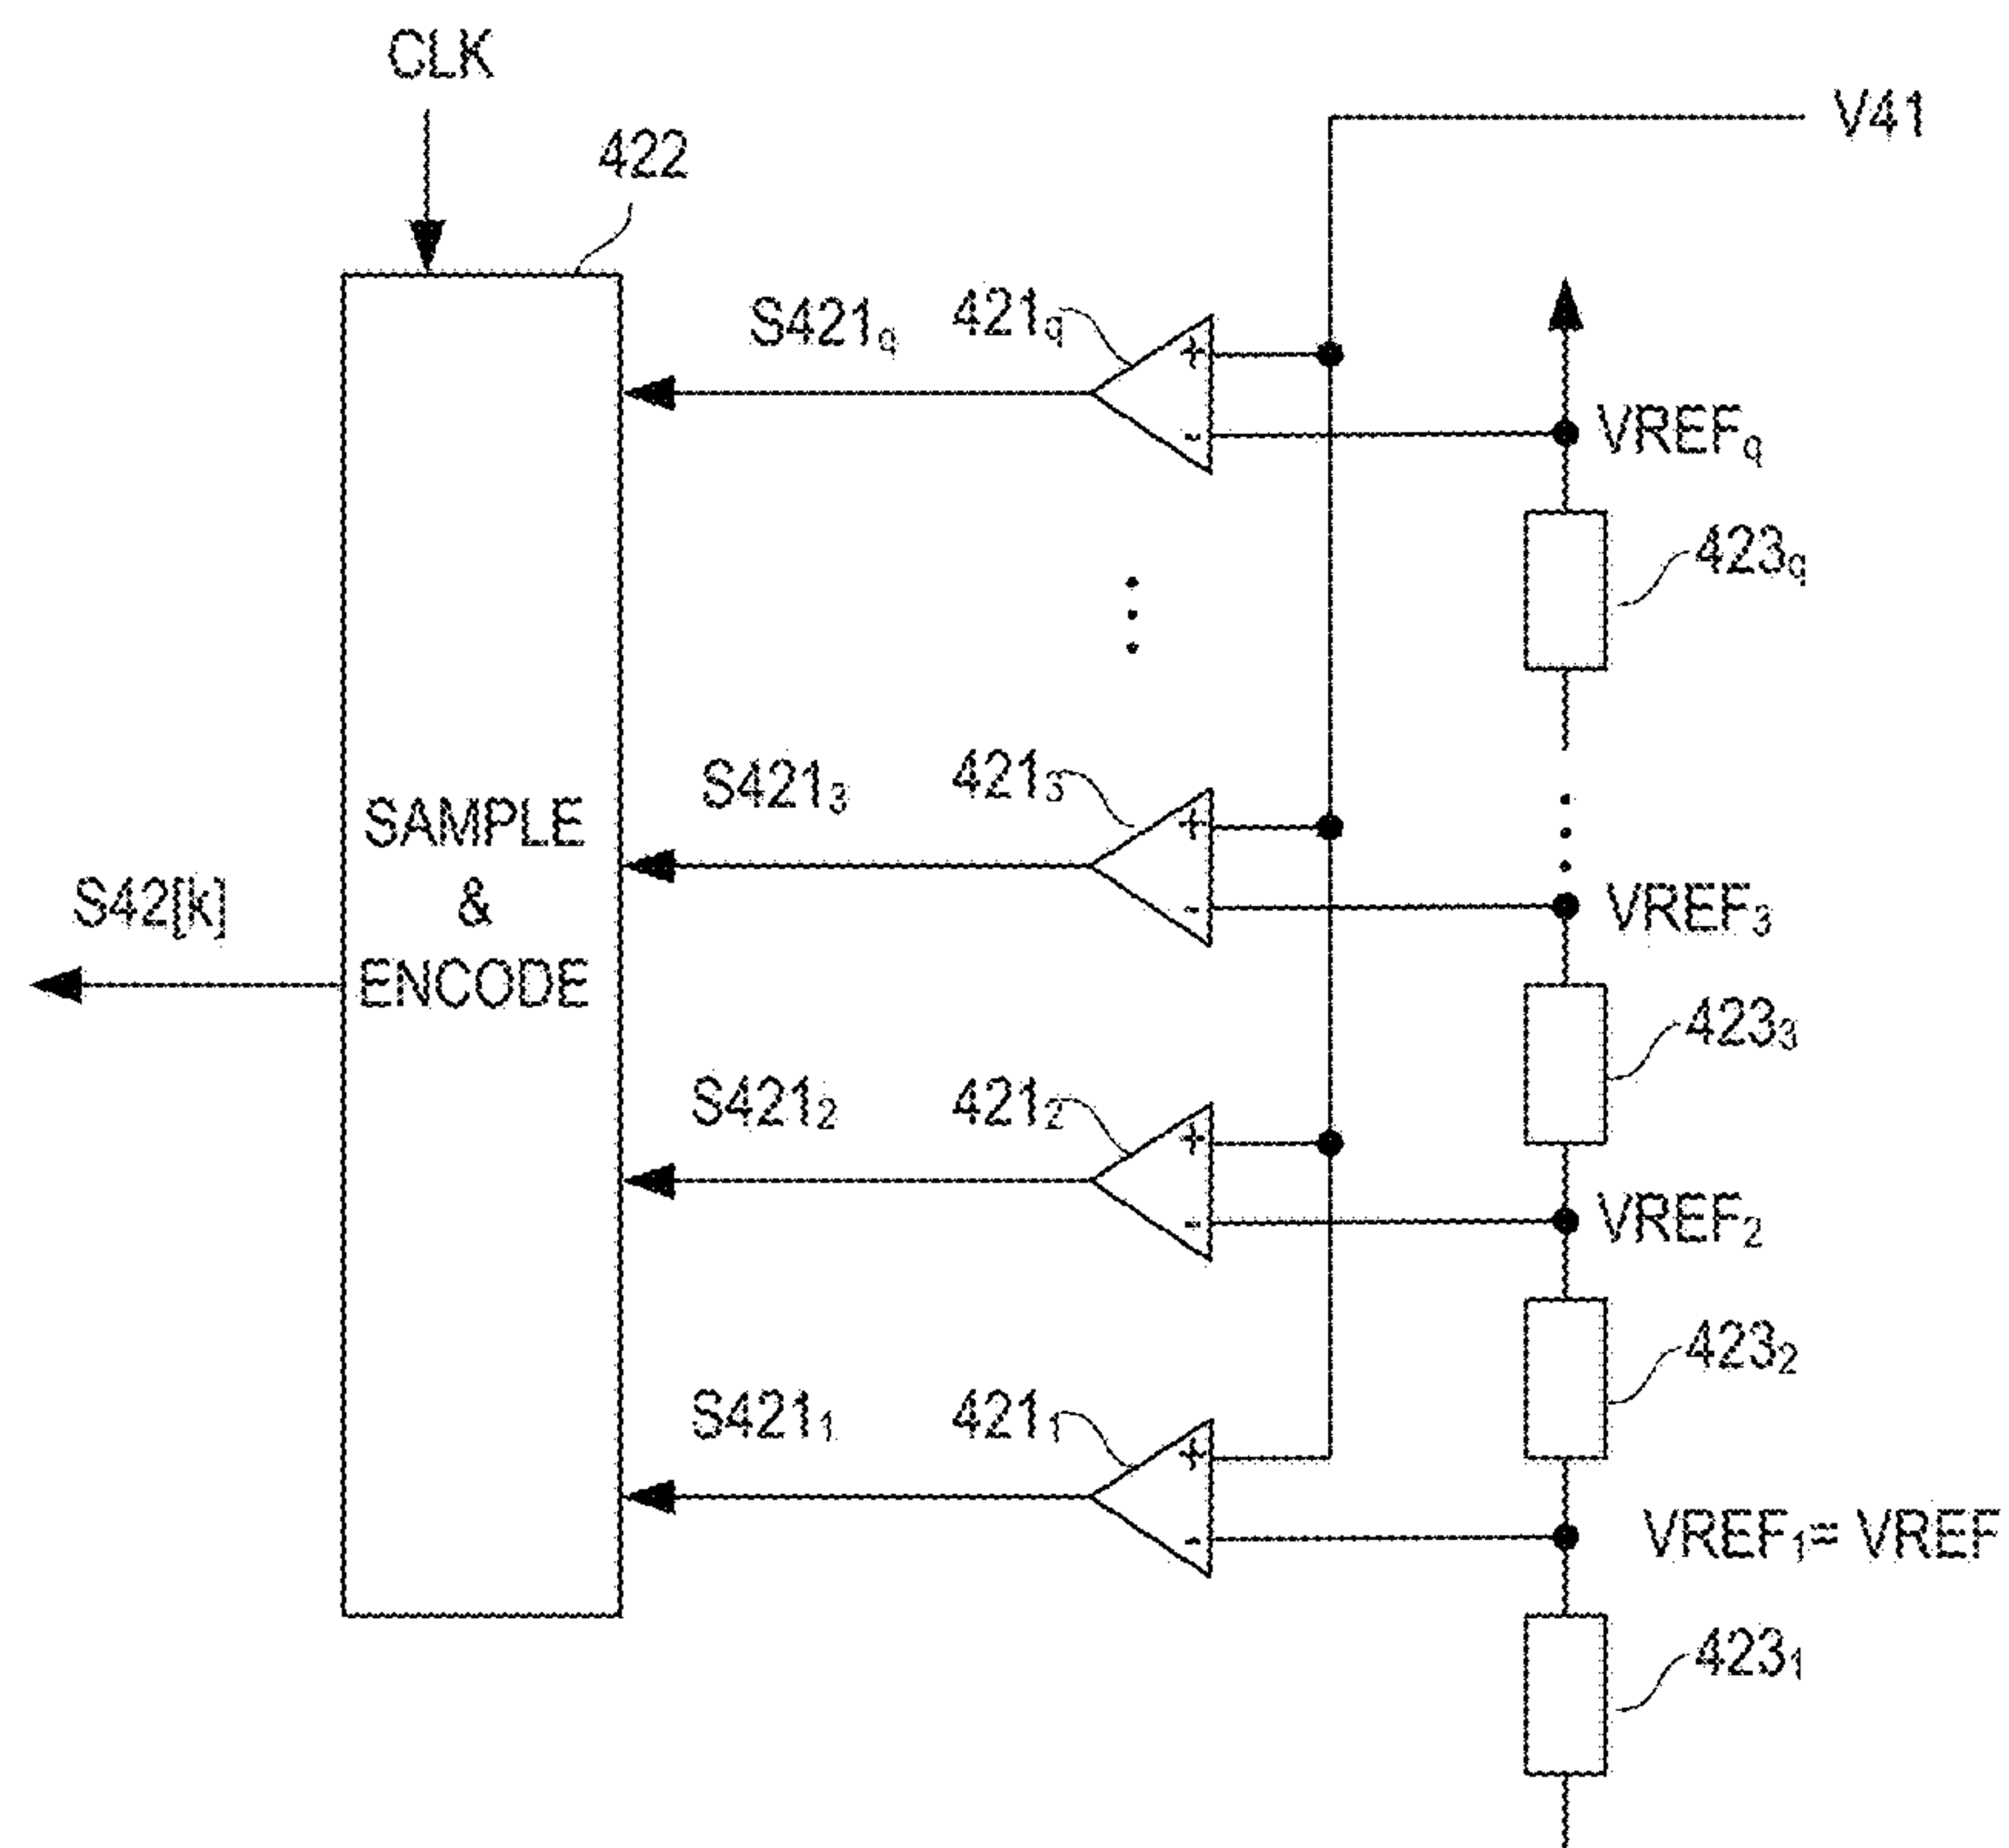 CLK
V41
422
S421q
421q
VREFq
423q
S4213
4213
SAMPLE
&
ENCODE
S42[k]
VREF3
4233
S4212
4212
VREF2
4232
S4211
4211
VREF1= VREF
4231
+
-
+
-
+
-
+
-